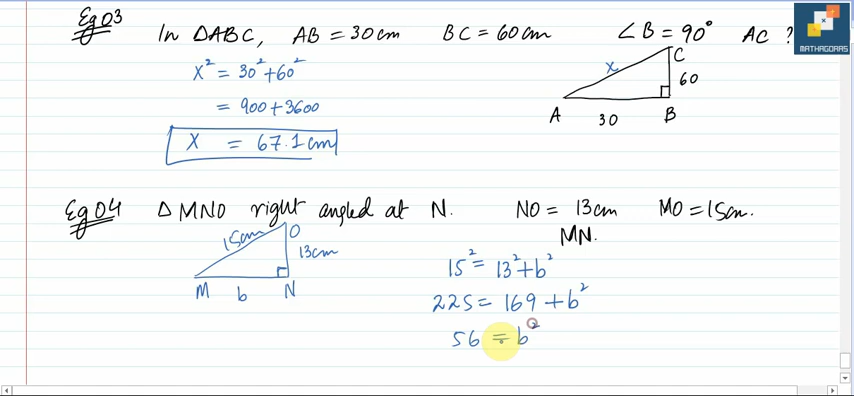 Eg 03
In ΔABC, AB = 30cm BC = 60cm ∠B = 90° AC ?
MATHAGORAS
x² = 30² + 60²
= 900 + 3600
x = 67.1 cm
x
C
60
A 30 B
Eg 04 Δ MNO right angled at N. NO = 13cm MO = 15cm.
MN.
15cm O
13cm
M b N
15² = 13² + b²
225 = 169 + b²
56 = b²